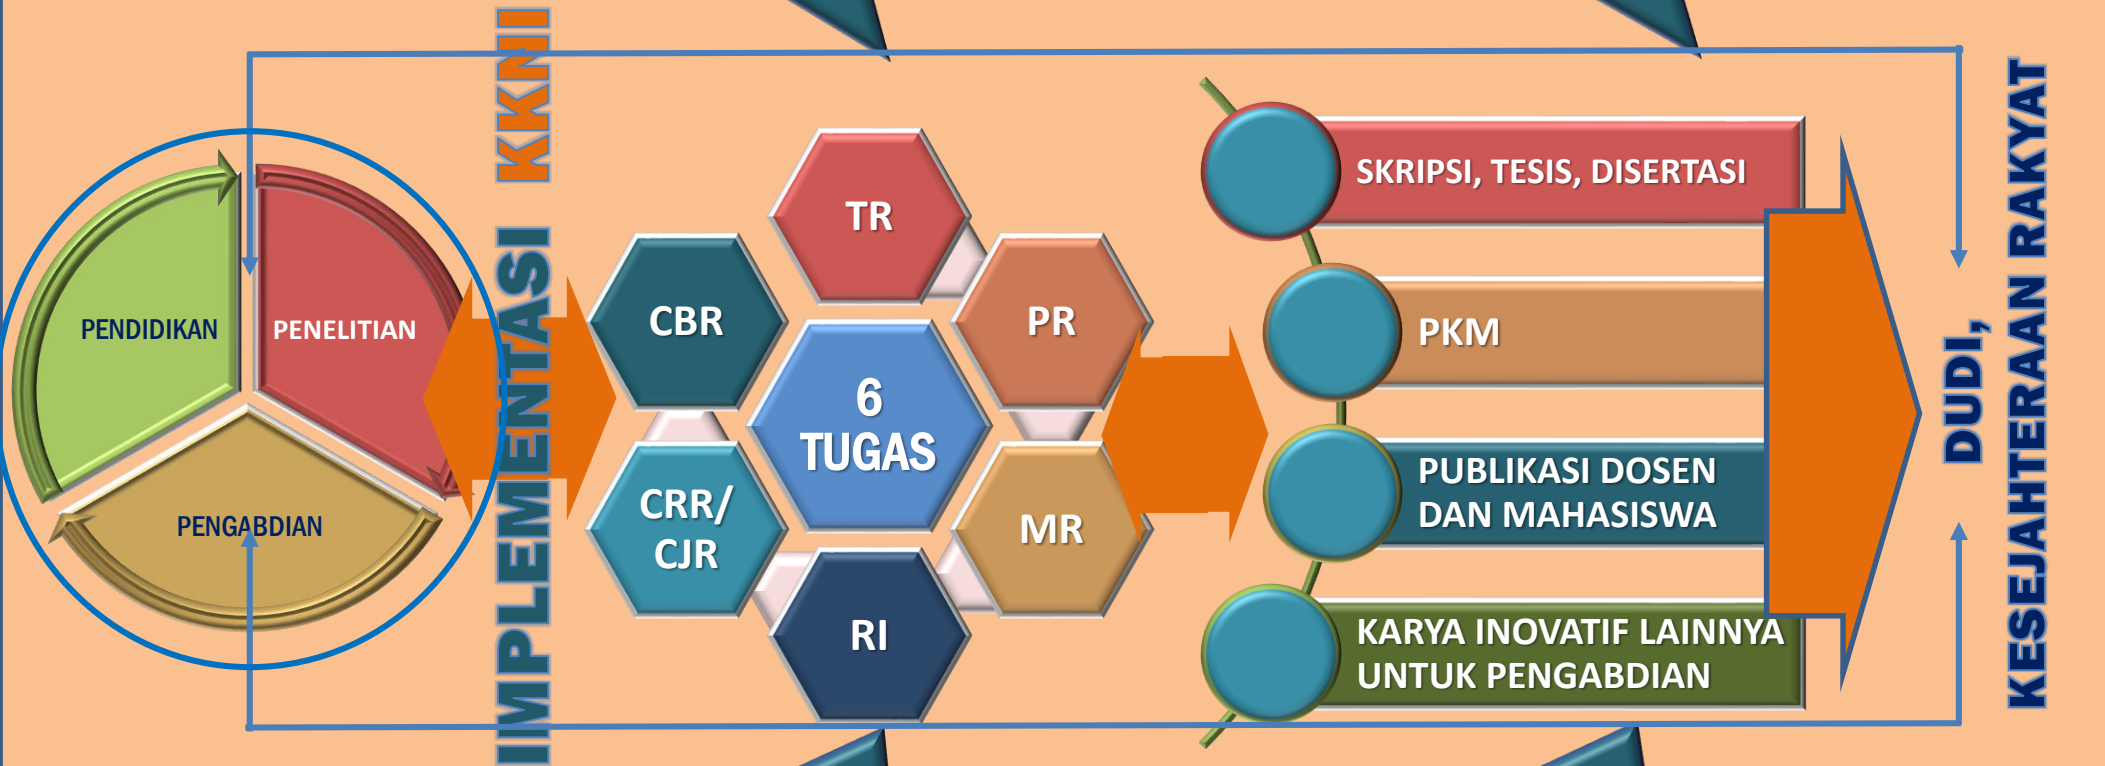 PENDIDIKAN
PENELITIAN
PENGABDIAN
IMPLEMENTASI KKNI
TR
CBR
PR
6
TUGAS
CRR/
CJR
MR
RI
SKRIPSI, TESIS, DISERTASI
PKM
PUBLIKASI DOSEN
DAN MAHASISWA
KARYA INOVATIF LAINNYA
UNTUK PENGABDIAN
DUDI,
KESEJAHTERAAN RAKYAT